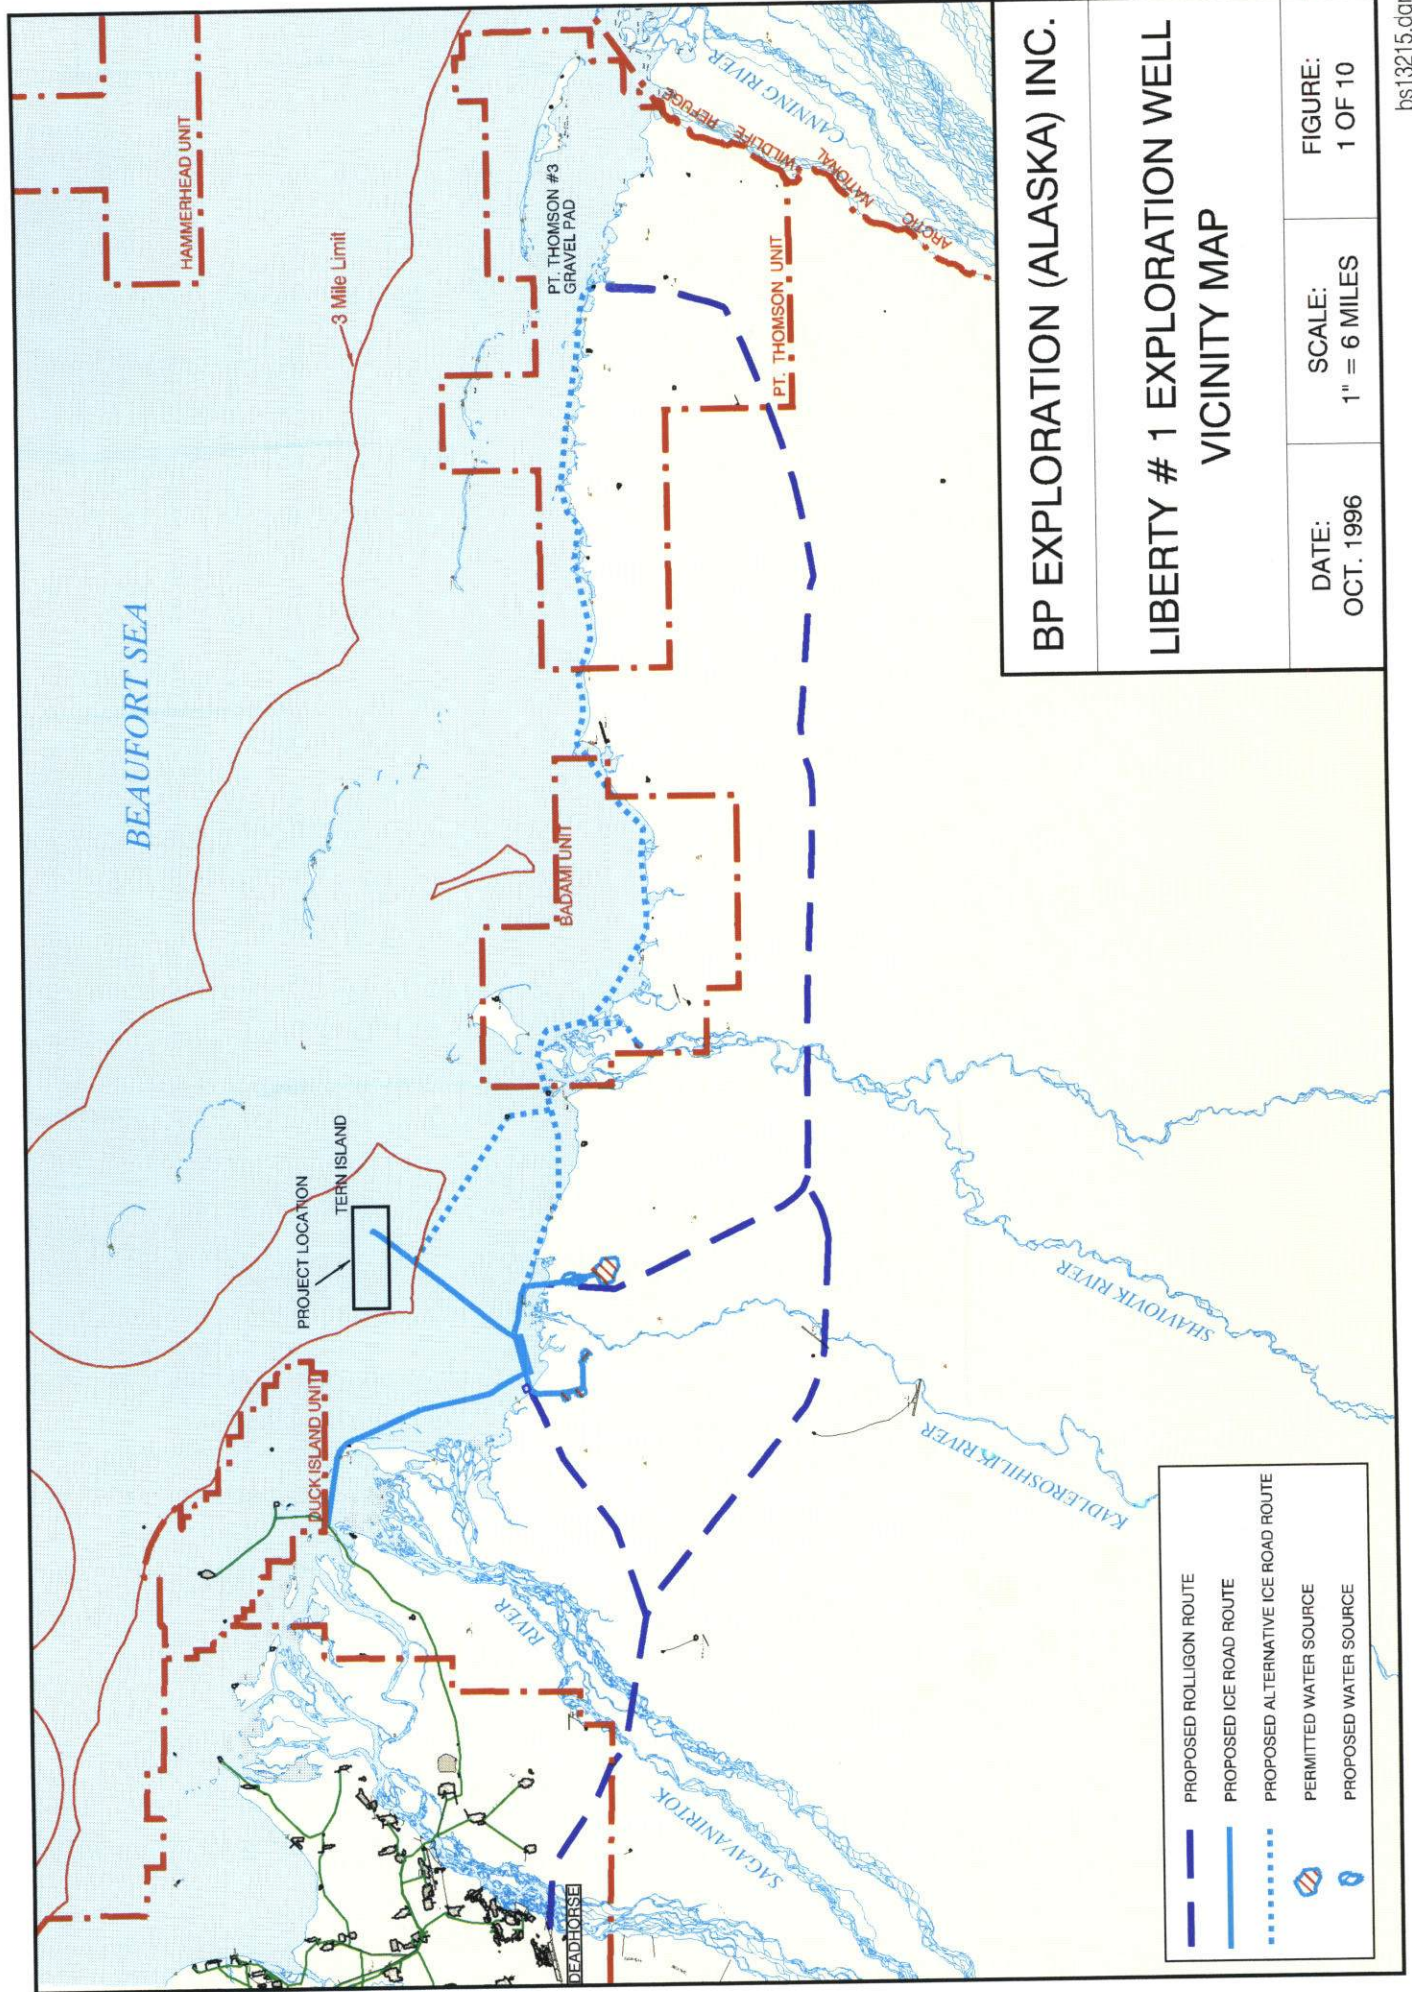 BEAUFORT SEA
HAMMERHEAD UNIT
3 Mile Limit
PROJECT LOCATION
TERN ISLAND
DUCK ISLAND UNIT
BADAMI UNIT
PT. THOMSON #3
GRAVEL PAD
PT. THOMSON UNIT
CANNING RIVER
ARCTIC NATIONAL WILDLIFE REFUGE
DEADHORSE
SAGAVANIRTOK
RIVER
KADLEROSHILIK RIVER
SHAVIOVIK RIVER
PROPOSED ROLLIGON ROUTE
PROPOSED ICE ROAD ROUTE
PROPOSED ALTERNATIVE ICE ROAD ROUTE
PERMITTED WATER SOURCE
PROPOSED WATER SOURCE
BP EXPLORATION (ALASKA) INC.
LIBERTY # 1 EXPLORATION WELL
VICINITY MAP
DATE:
OCT. 1996
SCALE:
1" = 6 MILES
FIGURE:
1 OF 10